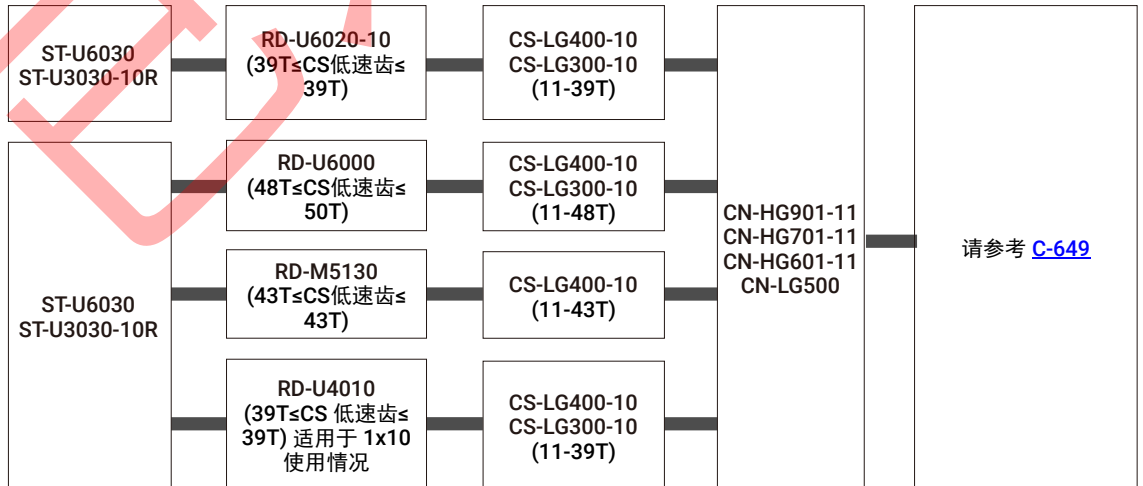 ST-U6030
ST-U3030-10R
RD-U6020-10
(39T≤CS低速齿≤
39T)
CS-LG400-10
CS-LG300-10
(11-39T)
ST-U6030
ST-U3030-10R
RD-U6000
(48T≤CS低速齿≤
50T)
CS-LG400-10
CS-LG300-10
(11-48T)
RD-M5130
(43T≤CS低速齿≤
43T)
CS-LG400-10
(11-43T)
RD-U4010
(39T≤CS 低速齿≤
39T) 适用于 1x10
使用情况
CS-LG400-10
CS-LG300-10
(11-39T)
CN-HG901-11
CN-HG701-11
CN-HG601-11
CN-LG500
请参考 C-649